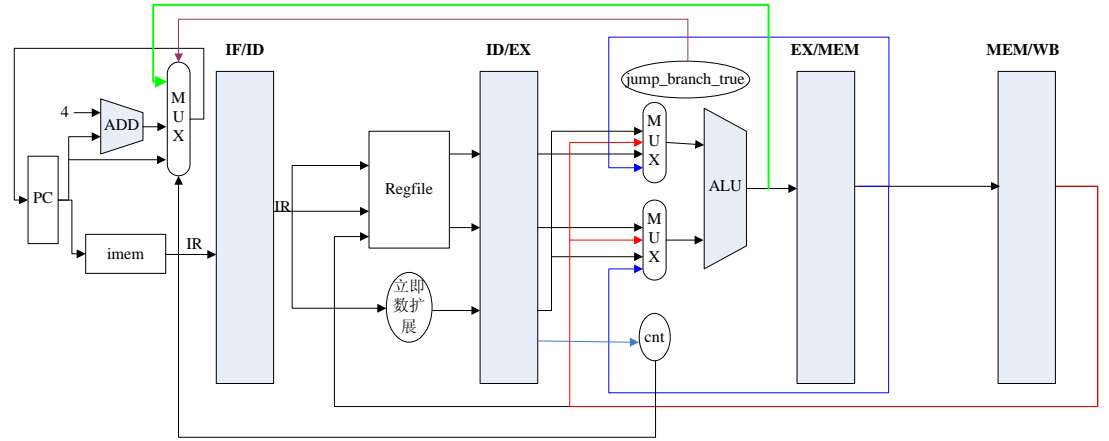 IF/ID
ID/EX
EX/MEM
MEM/WB
jump_branch_true
M
U
X
4
ADD
M
U
X
ALU
PC
Regfile
IR
imem
IR
M
U
X
立即
数扩
展
cnt